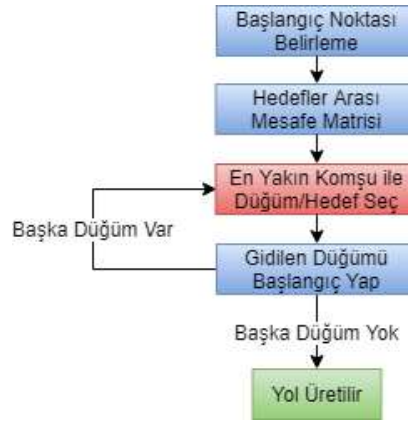 Başlangıç Noktası
Belirleme
Hedefler Arası
Mesafe Matrisi
En Yakın Komşu ile
Düğüm/Hedef Seç
Başka Düğüm Var
Gidilen Düğümü
Başlangıç Yap
Başka Düğüm Yok
Yol Üretilir